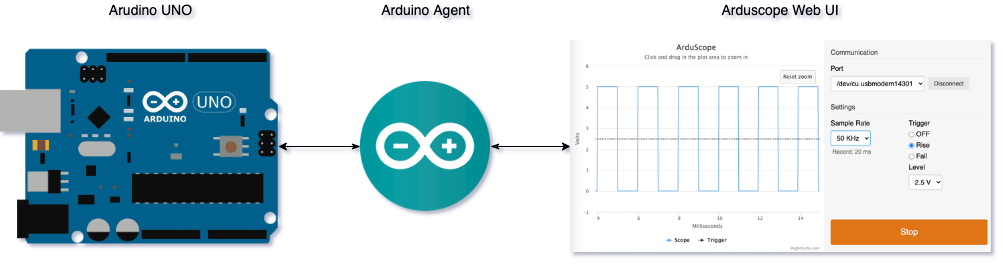 Arudino UNO
Arduino Agent
Arduscope Web UI
UNO
ARDUINO
ArduScope
Click and drag in the plot area to zoom in
Reset zoom
6
5
4
3
2
1
0
-1
Volts
4
6
8
10
12
14
Milliseconds
Scope
Trigger
Highcharts.com
Communication
Port
/dev/cu.usbmodem14301
Disconnect
Settings
Sample Rate
50 KHz
Record: 20 ms
Trigger
OFF
Rise
Fall
Level
2.5 V
Stop